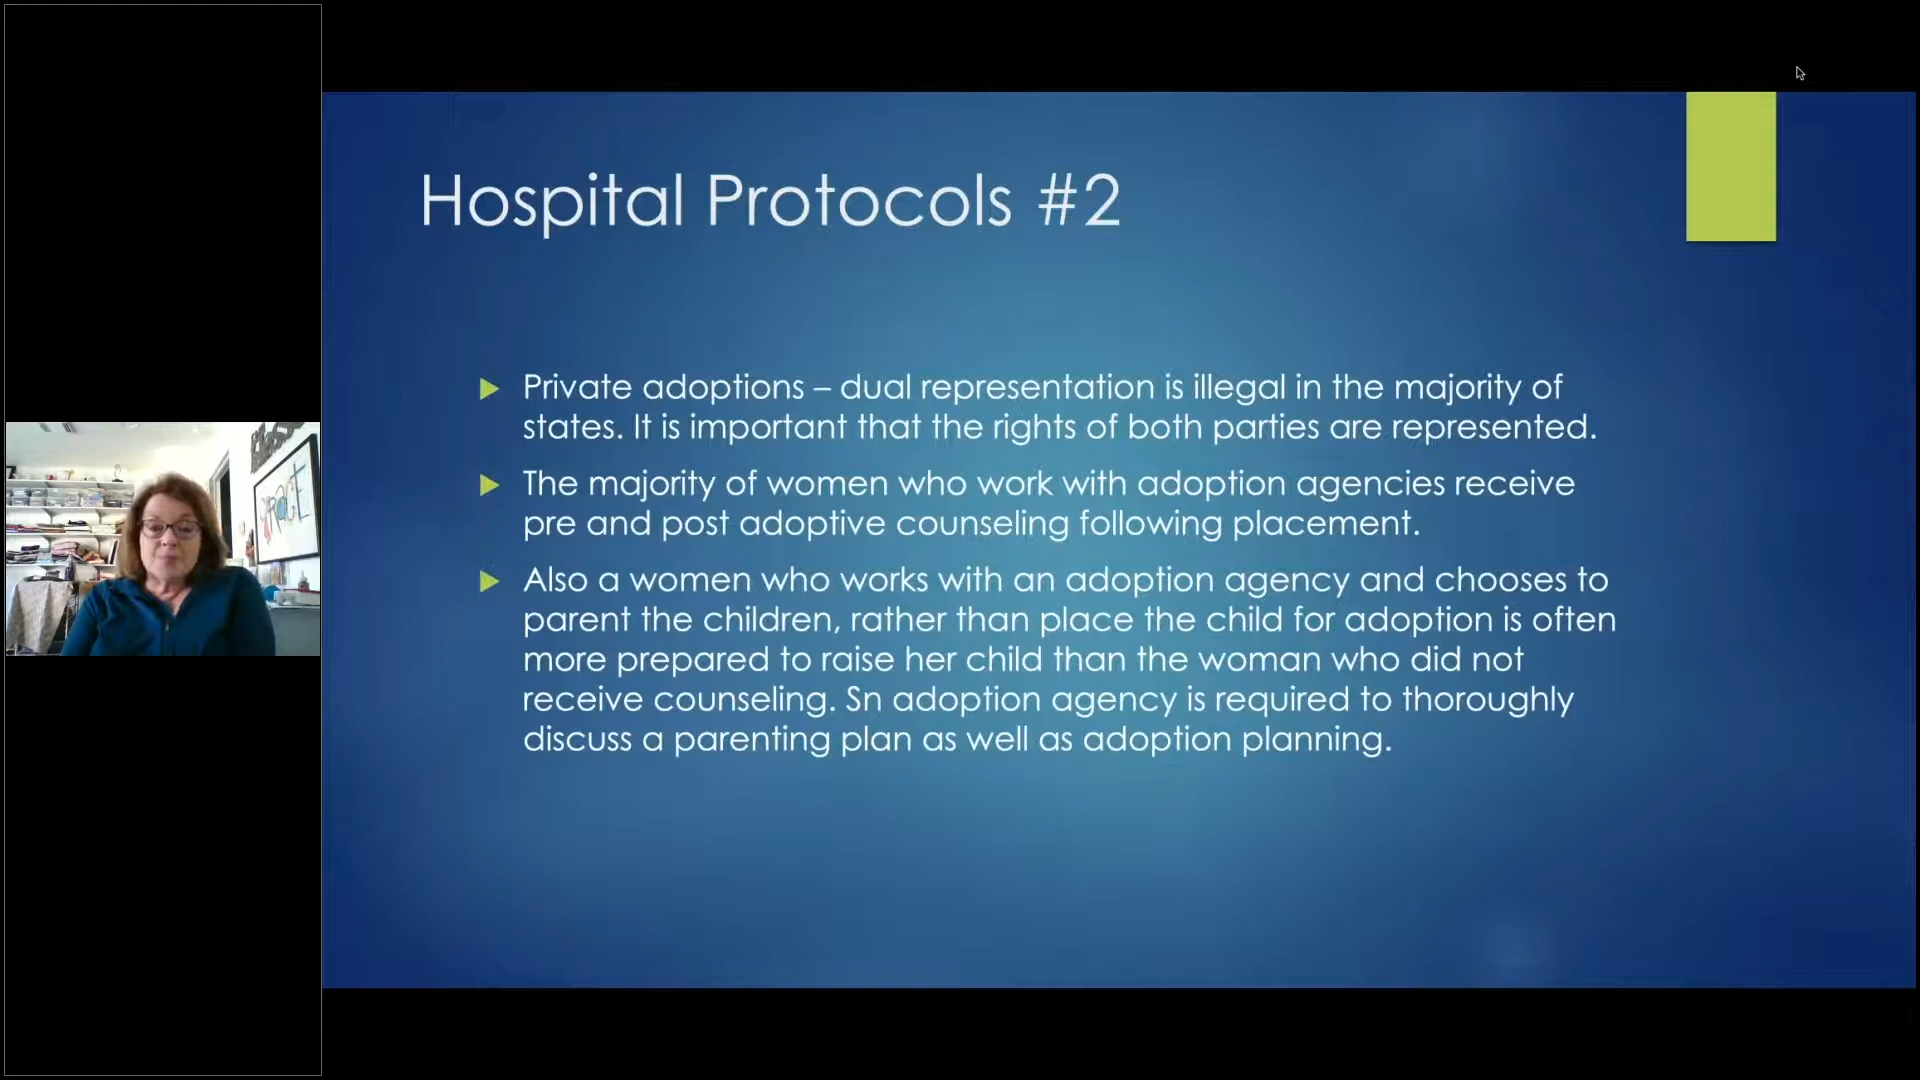 Hospital Protocols #2
Private adoptions – dual representation is illegal in the majority of
states. It is important that the rights of both parties are represented.
The majority of women who work with adoption agencies receive
pre and post adoptive counseling following placement.
Also a women who works with an adoption agency and chooses to
parent the children, rather than place the child for adoption is often
more prepared to raise her child than the woman who did not
receive counseling. Sn adoption agency is required to thoroughly
discuss a parenting plan as well as adoption planning.